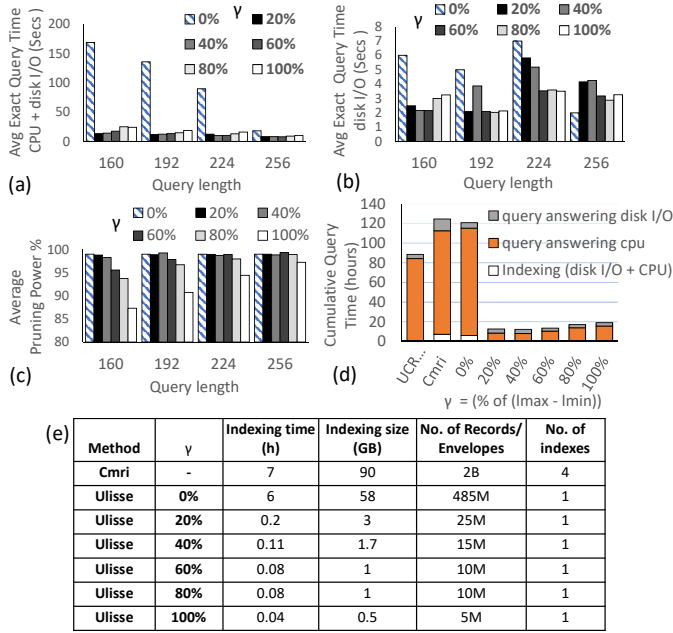 Avg Exact Query Time
CPU + disk I/O (Secs)
γ
0% 20%
40% 60%
80% 100%
200
150
100
50
0
160 192 224 256
Query length
(a)
Avg Exact Query Time
disk I/O (Secs )
γ
0% 20% 40%
60% 80% 100%
8
7
6
5
4
3
2
1
0
160 192 224 256
Query length
(b)
Average
Pruning Power %
γ
0% 20% 40%
60% 80% 100%
100
95
90
85
80
160 192 224 256
Query length
(c)
Cumulative Query
Time (hours)
140
120
100
80
60
40
20
0
query answering disk I/O
query answering cpu
Indexing (disk I/O + CPU)
UCR... Cmri 0% 20% 40% 60% 80% 100%
γ = (% of (lmax - lmin))
(d)
(e)
Method γ Indexing time (h) Indexing size (GB) No. of Records/ Envelopes No. of indexes
Cmri - 7 90 2B 4
Ulisse 0% 6 58 485M 1
Ulisse 20% 0.2 3 25M 1
Ulisse 40% 0.11 1.7 15M 1
Ulisse 60% 0.08 1 10M 1
Ulisse 80% 0.08 1 10M 1
Ulisse 100% 0.04 0.5 5M 1